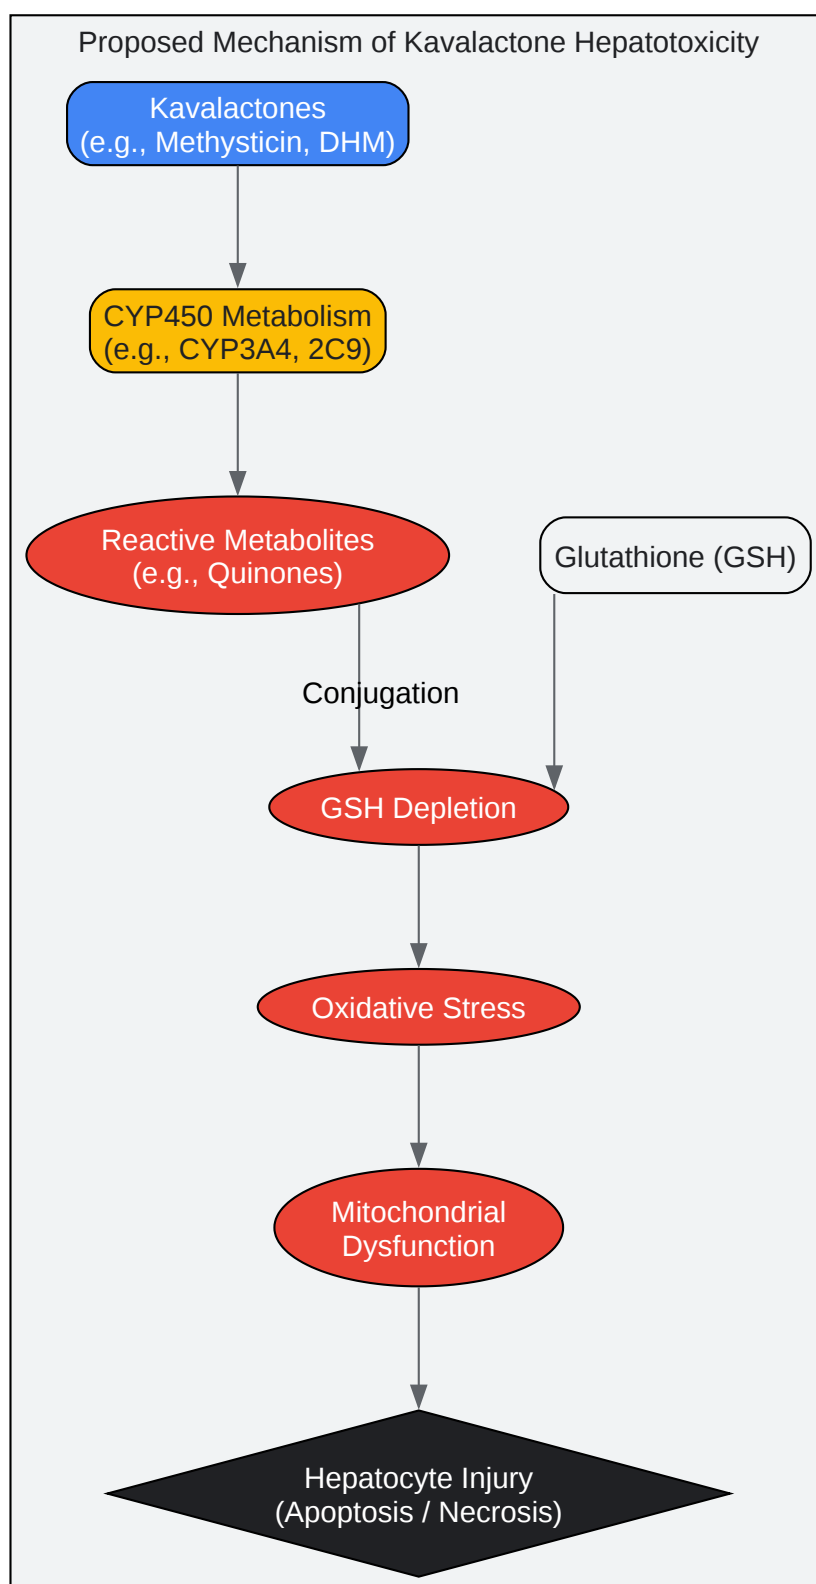 Proposed Mechanism of Kavalactone Hepatotoxicity
Kavalactones
(e.g., Methysticin, DHM)
CYP450 Metabolism
(e.g., CYP3A4, 2C9)
Reactive Metabolites
(e.g., Quinones)
Glutathione (GSH)
Conjugation
GSH Depletion
Oxidative Stress
Mitochondrial
Dysfunction
Hepatocyte Injury
(Apoptosis / Necrosis)